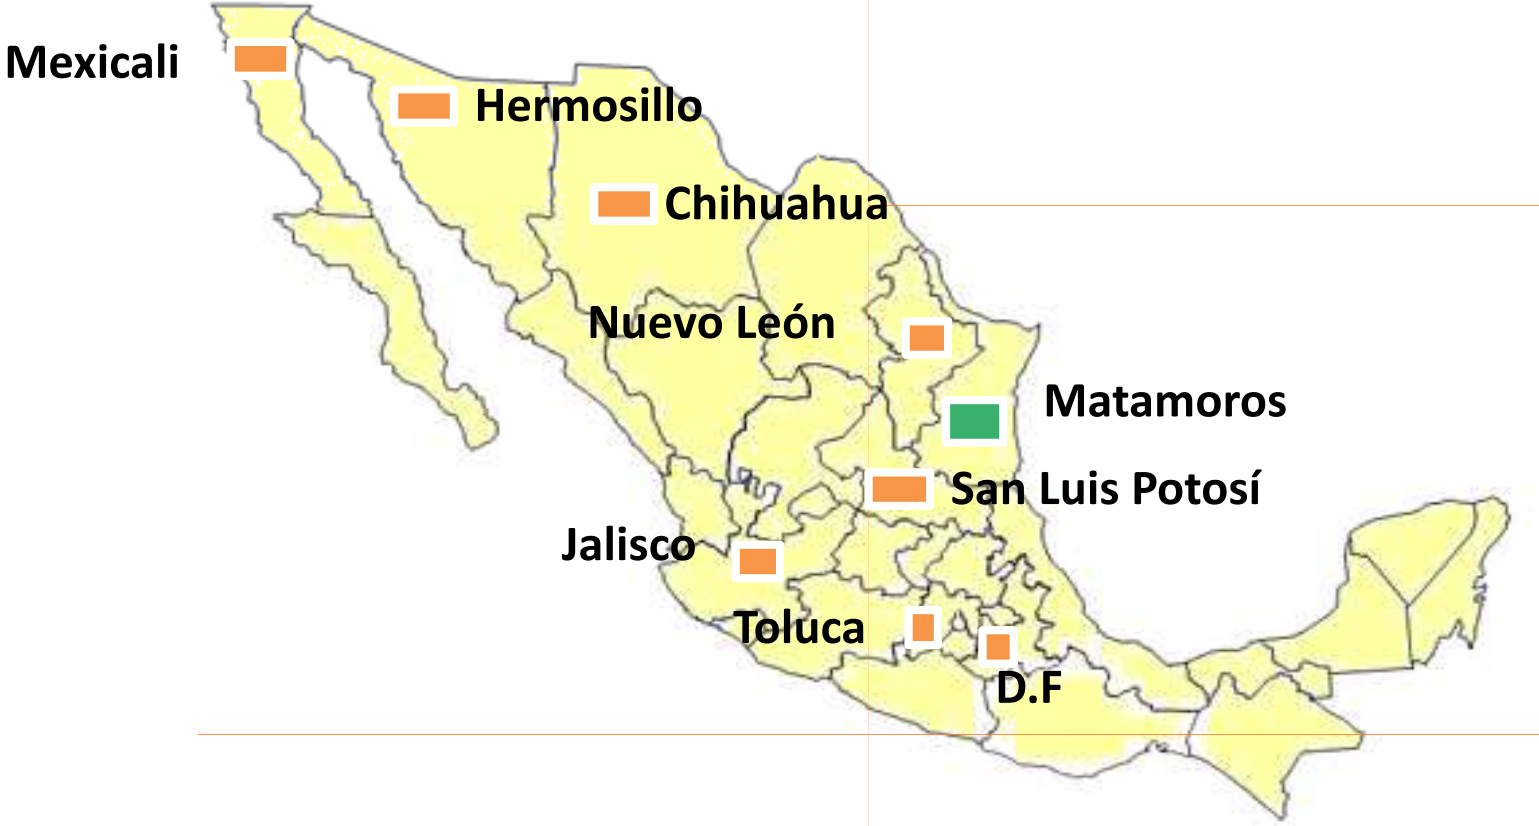 Mexicali
Hermosillo
Chihuahua
Nuevo León
Matamoros
San Luis Potosí
Jalisco
Toluca
D.F